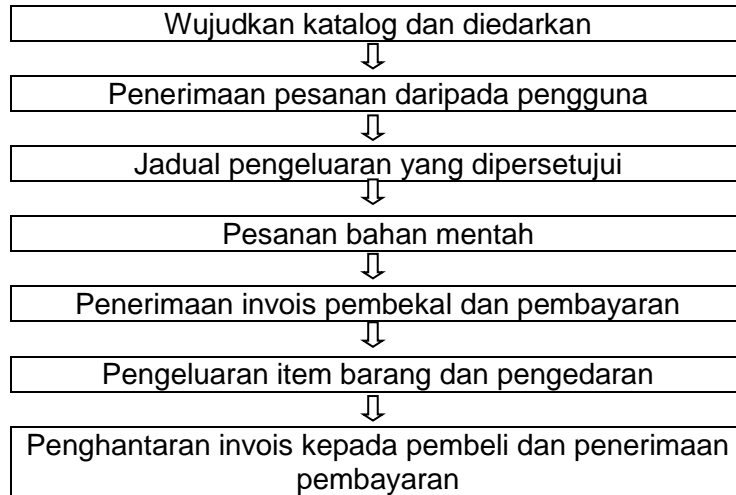 Wujudkan katalog dan diedarkan
Penerimaan pesanan daripada pengguna
Jadual pengeluaran yang dipersetujui
Pesanan bahan mentah
Penerimaan invois pembekal dan pembayaran
Pengeluaran item barang dan pengedaran
Penghantaran invois kepada pembeli dan penerimaan
pembayaran